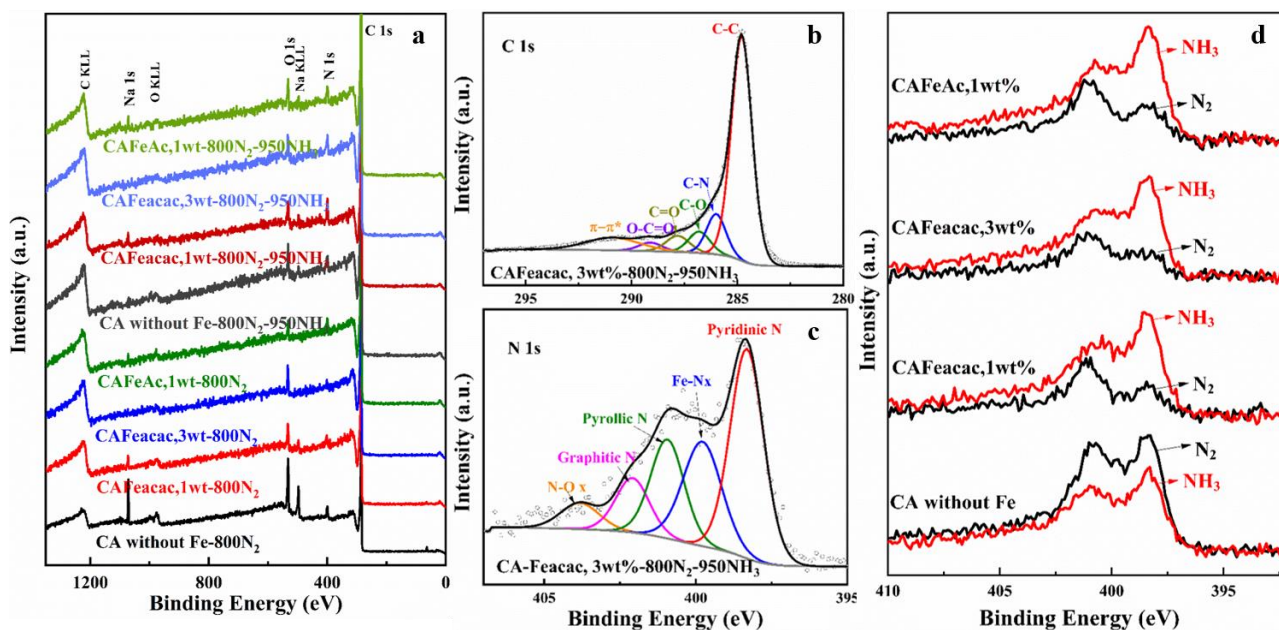 a
C 1s
C KLL
Na 1s
O KLL
O 1s
Na KLL
N 1s
CAFeAc,1wt-800N₂-950NH₃
CAFeacac,3wt-800N₂-950NH₃
CAFeacac,1wt-800N₂-950NH₃
CA without Fe-800N₂-950NH₃
CAFeAc,1wt-800N₂
CAFeacac,3wt-800N₂
CAFeacac,1wt-800N₂
CA without Fe-800N₂
Intensity (a.u.)
1200 800 400 0
Binding Energy (eV)
b
C 1s
C-C
C-N
C-O
C=O
O-C=O
π−π*
CAFeacac, 3wt%-800N₂-950NH₃
Intensity (a.u.)
295 290 285 280
c
N 1s
Pyridinic N
Fe-Nx
Pyrollic N
Graphitic N
N-O x
CA-Feacac, 3wt%-800N₂-950NH₃
Intensity (a.u.)
405 400 395
Binding Energy (eV)
d
NH₃
CAFeAc,1wt%
N₂
NH₃
CAFeacac,3wt%
N₂
NH₃
CAFeacac,1wt%
N₂
N₂
CA without Fe
NH₃
Intensity (a.u.)
410 405 400 395
Binding Energy (eV)